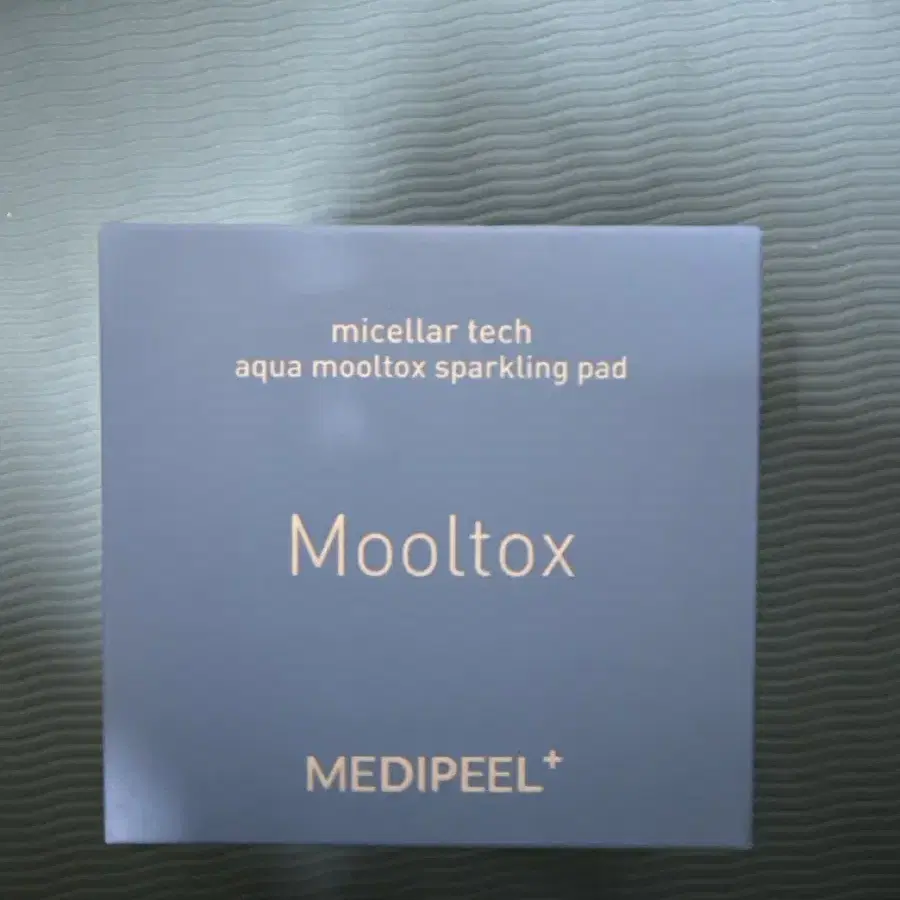 micellar tech
aqua mooltox sparkling pad
Mooltox
MEDIPEEL+